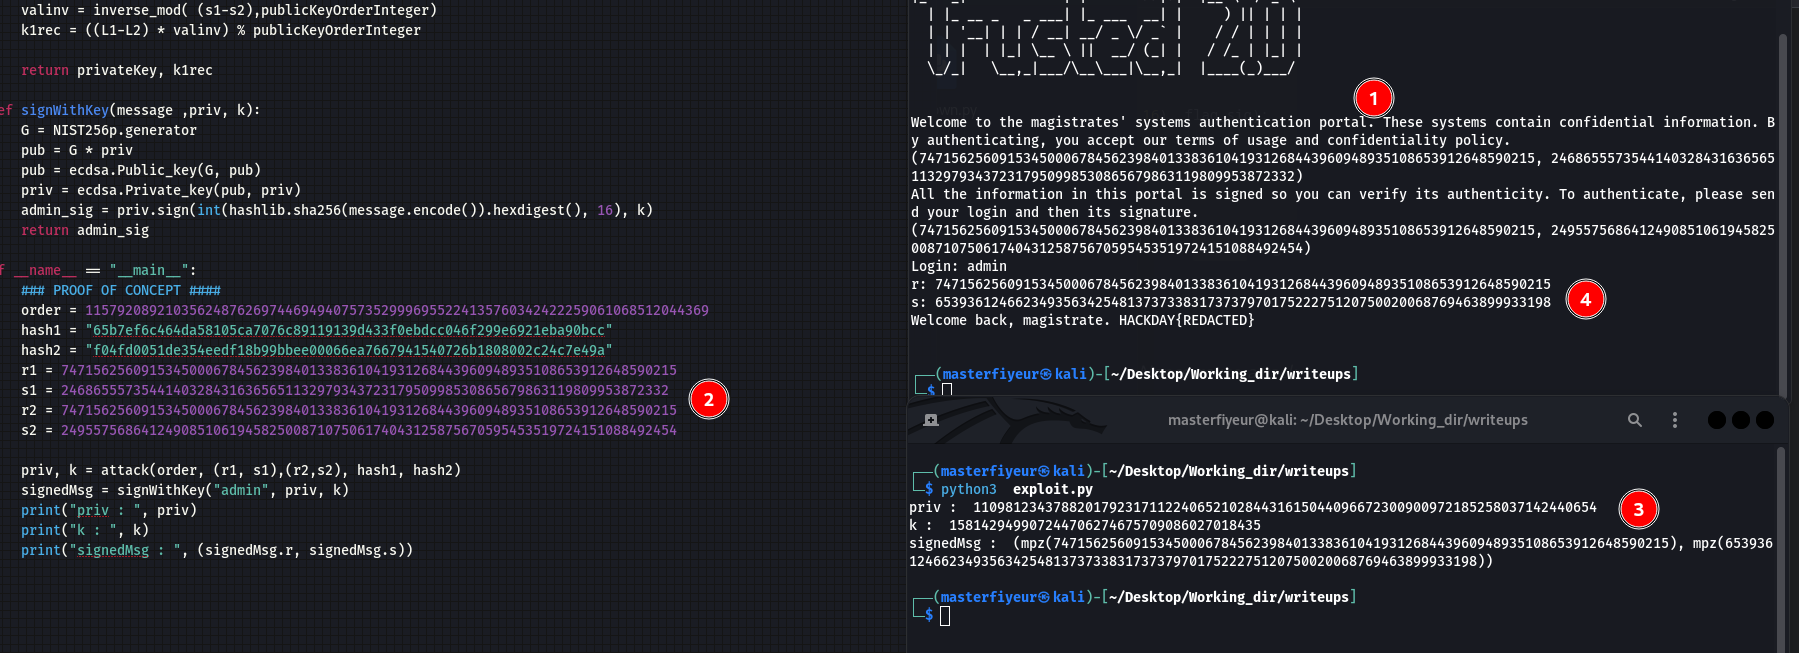 valinv = inverse_mod( (s1-s2),publicKeyOrderInteger)
k1rec = ((L1-L2) * valinv) % publicKeyOrderInteger
return privateKey, k1rec
ef signWithKey(message ,priv, k):
G = NIST256p.generator
pub = G * priv
pub = ecdsa.Public_key(G, pub)
priv = ecdsa.Private_key(pub, priv)
admin_sig = priv.sign(int(hashlib.sha256(message.encode()).hexdigest(), 16), k)
return admin_sig
f __name__ == "__main__":
### PROOF OF CONCEPT ####
order = 115792089210356248762697446949407573529996955224135760342422259061068512044369
hash1 = "65b7ef6c464da58105ca7076c89119139d433f0ebdcc046f299e6921eba90bcc"
hash2 = "f04fd0051de354eedf18b99bbee00066ea7667941540726b1808002c24c7e49a"
r1 = 74715625609153450006784562398401338361041931268443960948935108653912648590215
s1 = 2468655573544140328431636565113297934372317950998530865679863119809953872332
r2 = 74715625609153450006784562398401338361041931268443960948935108653912648590215
s2 = 24955756864124908510619458250087107506174043125875670595453519724151088492454
2
priv, k = attack(order, (r1, s1),(r2,s2), hash1, hash2)
signedMsg = signWithKey("admin", priv, k)
print("priv : ", priv)
print("k : ", k)
print("signedMsg : ", (signedMsg.r, signedMsg.s))
1
Welcome to the magistrates' systems authentication portal. These systems contain confidential information. B
y authenticating, you accept our terms of usage and confidentiality policy.
(74715625609153450006784562398401338361041931268443960948935108653912648590215, 246865557354414032843163656​5
113297934372317950998530865679863119809953872332)
All the information in this portal is signed so you can verify its authenticity. To authenticate, please sen
d your login and then its signature.
(74715625609153450006784562398401338361041931268443960948935108653912648590215, 2495575686412490851061945825
0087107506174043125875670595453519724151088492454)
Login: admin
r: 74715625609153450006784562398401338361041931268443960948935108653912648590215
s: 65393612466234935634254813737338317373797017522275120750020068769463899933198
4
Welcome back, magistrate. HACKDAY{REDACTED}
┌──(masterfiyeur㉿kali)-[~/Desktop/Working_dir/writeups]
└─$
masterfiyeur@kali: ~/Desktop/Working_dir/writeups
┌──(masterfiyeur㉿kali)-[~/Desktop/Working_dir/writeups]
└─$ python3 exploit.py
priv : 110981234378820179231711224065210284431615044096672300900972185258037142440654
k : 158142949907244706274675709086027018435
3
signedMsg : (mpz(74715625609153450006784562398401338361041931268443960948935108653912648590215), mpz(653936
12466234935634254813737338317373797017522275120750020068769463899933198))
┌──(masterfiyeur㉿kali)-[~/Desktop/Working_dir/writeups]
└─$